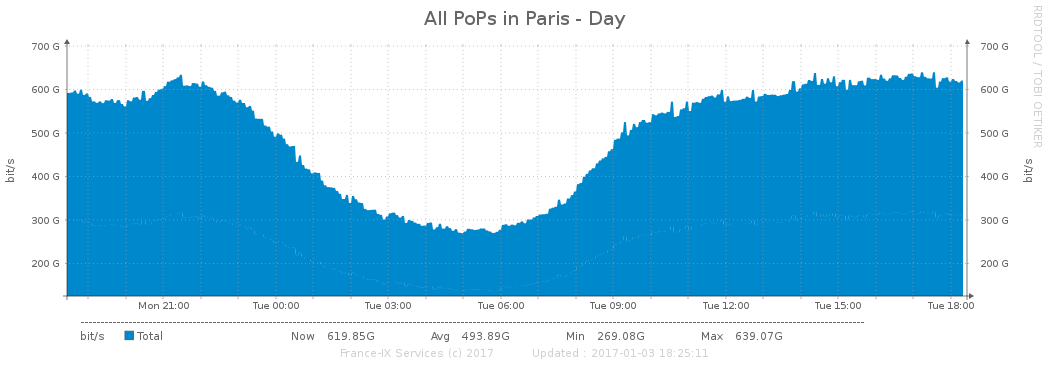 All PoPs in Paris - Day
RRDTOOL / TOBI OETIKER
700 G 700 G
600 G 600 G
500 G 500 G
400 G 400 G
300 G 300 G
200 G 200 G
bit/s
bit/s
Mon 21:00 Tue 00:00 Tue 03:00 Tue 06:00 Tue 09:00 Tue 12:00 Tue 15:00 Tue 18:00
bit/s Total Now 619.85G Avg 493.89G Min 269.08G Max 639.07G
France-IX Services (c) 2017 Updated : 2017-01-03 18:25:11